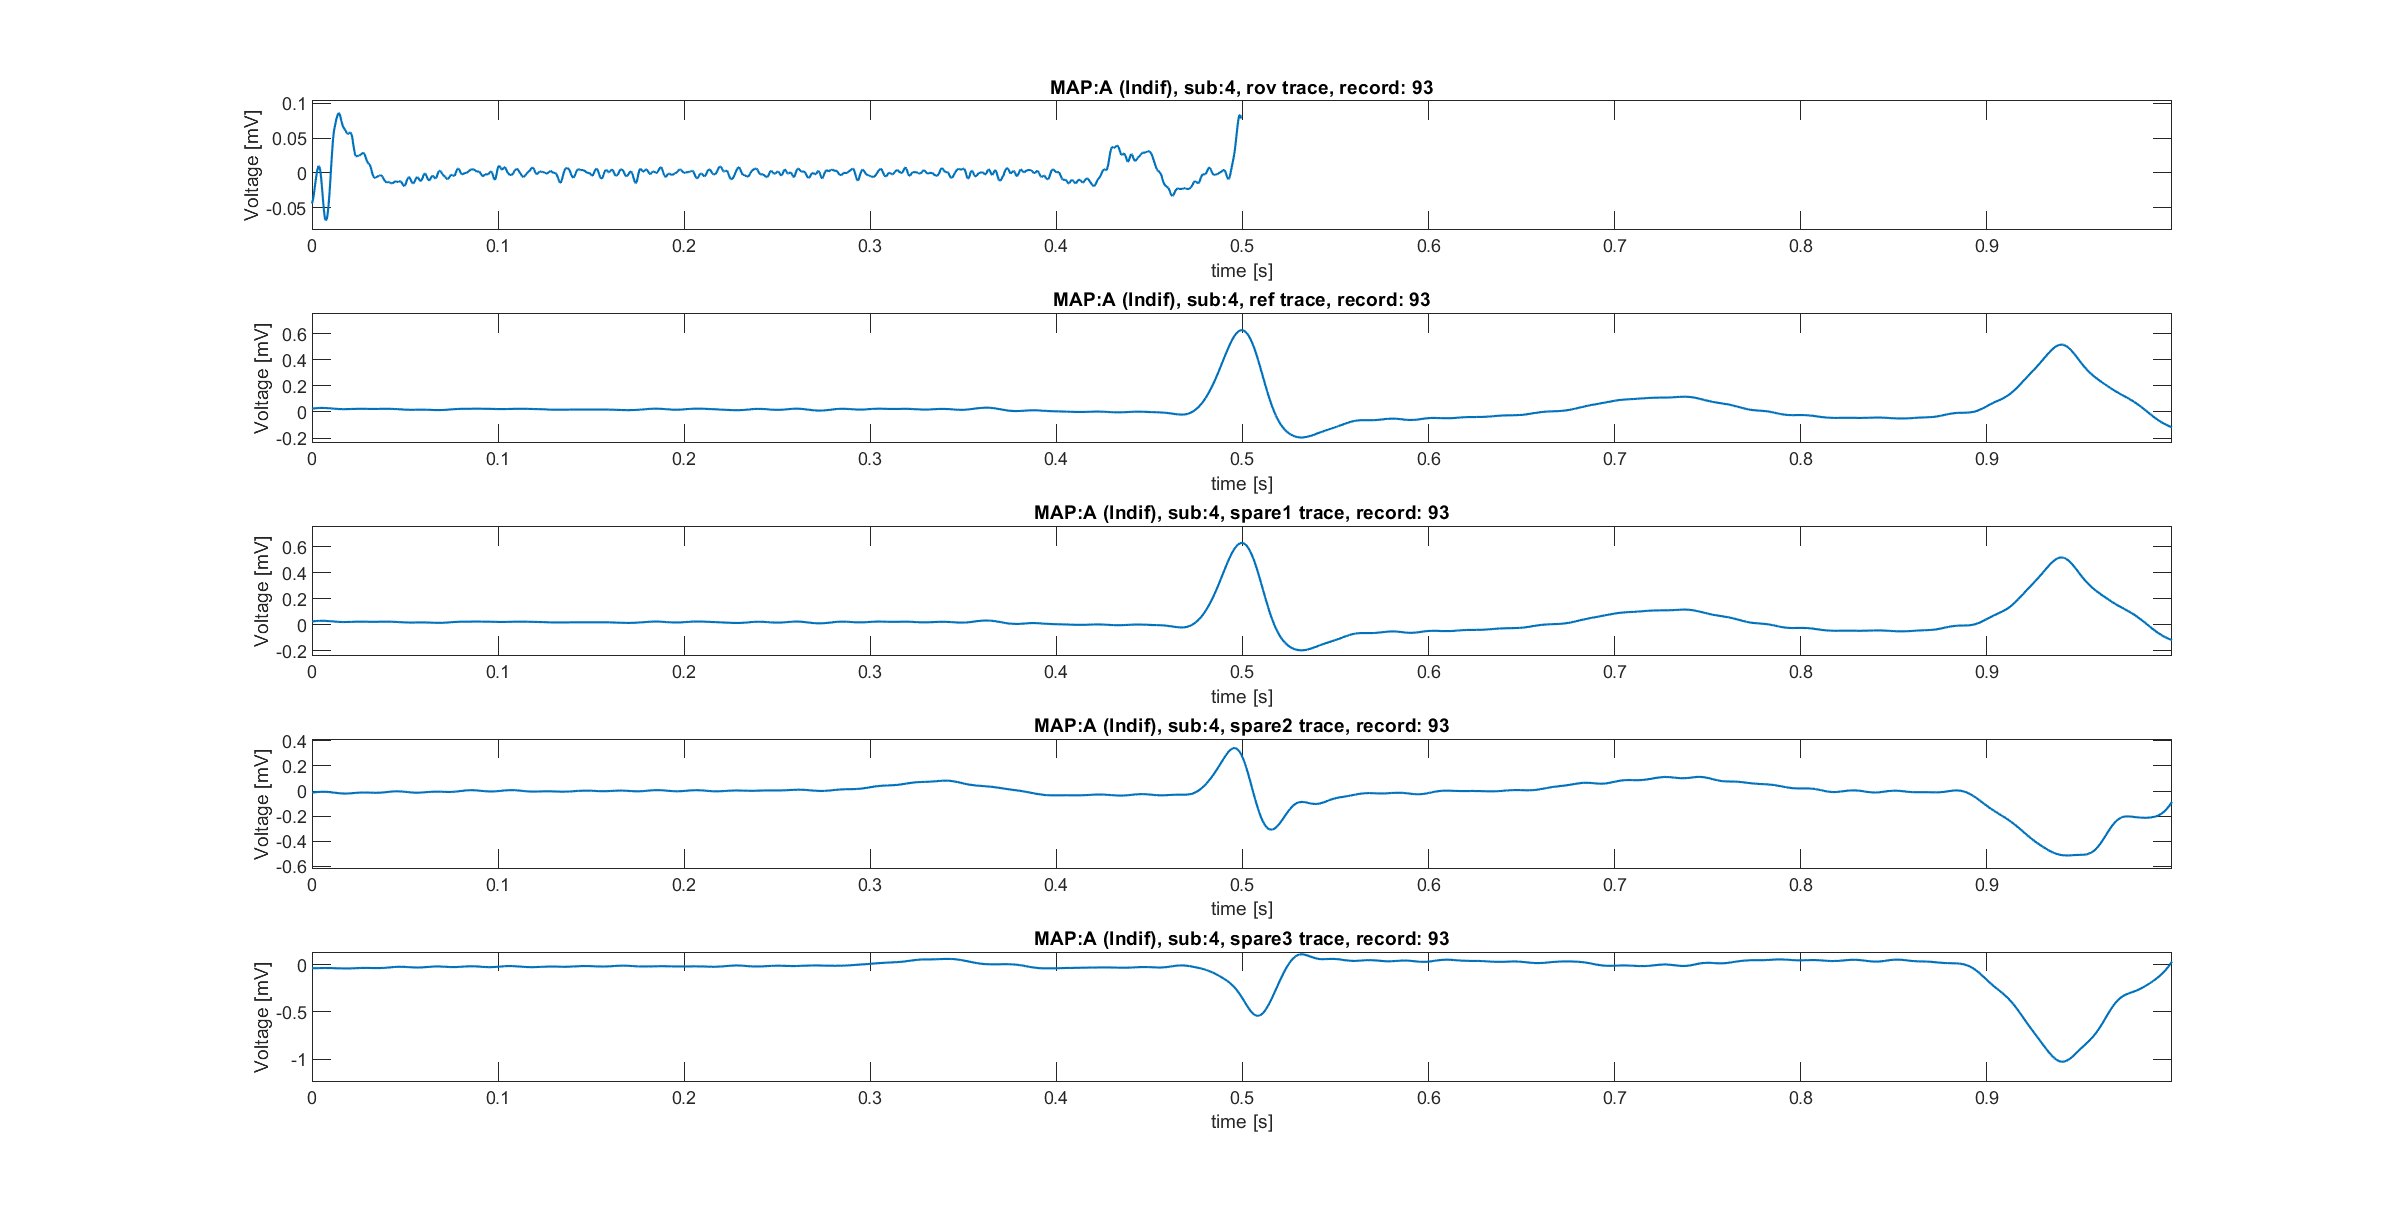 MAP:A (Indif), sub:4, rov trace, record: 93
0.1
0.05
0
-0.05
Voltage [mV]
0 0.1 0.2 0.3 0.4 0.5 0.6 0.7 0.8 0.9
time [s]
MAP:A (Indif), sub:4, ref trace, record: 93
0.6
0.4
0.2
0
-0.2
Voltage [mV]
0 0.1 0.2 0.3 0.4 0.5 0.6 0.7 0.8 0.9
time [s]
MAP:A (Indif), sub:4, spare1 trace, record: 93
0.6
0.4
0.2
0
-0.2
Voltage [mV]
0 0.1 0.2 0.3 0.4 0.5 0.6 0.7 0.8 0.9
time [s]
MAP:A (Indif), sub:4, spare2 trace, record: 93
0.4
0.2
0
-0.2
-0.4
-0.6
Voltage [mV]
0 0.1 0.2 0.3 0.4 0.5 0.6 0.7 0.8 0.9
time [s]
MAP:A (Indif), sub:4, spare3 trace, record: 93
0
-0.5
-1
Voltage [mV]
0 0.1 0.2 0.3 0.4 0.5 0.6 0.7 0.8 0.9
time [s]